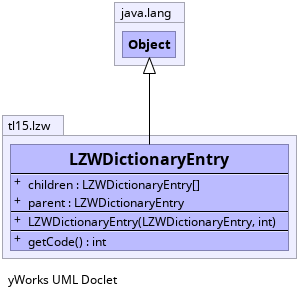 java.lang
Object
tl15.lzw
LZWDictionaryEntry
+ children : LZWDictionaryEntry[]
+ parent : LZWDictionaryEntry
+ LZWDictionaryEntry(LZWDictionaryEntry, int)
+ getCode() : int
yWorks UML Doclet